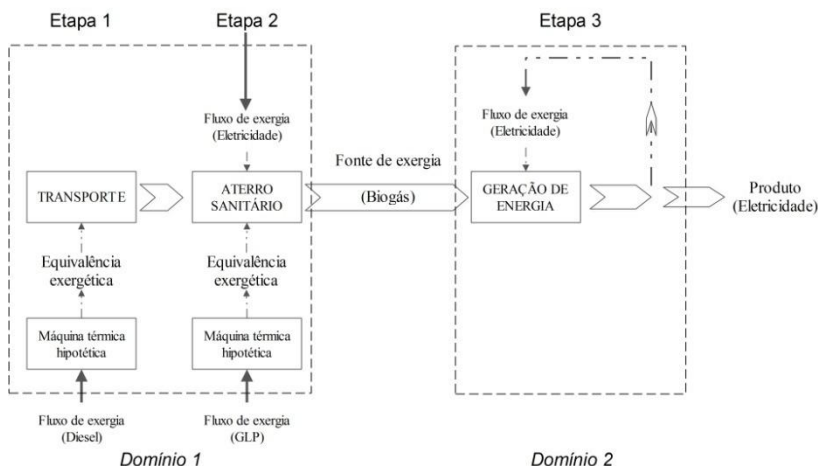 Etapa 1
Etapa 2
Etapa 3
Fluxo de exergia
(Eletricidade)
Fluxo de exergia
(Eletricidade)
Fonte de exergia
(Biogás)
TRANSPORTE
ATERRO
SANITÁRIO
GERAÇÃO DE
ENERGIA
Produto
(Eletricidade)
Equivalência
exergética
Equivalência
exergética
Máquina térmica
hipotética
Máquina térmica
hipotética
Fluxo de exergia
(Diesel)
Fluxo de exergia
(GLP)
Domínio 1
Domínio 2